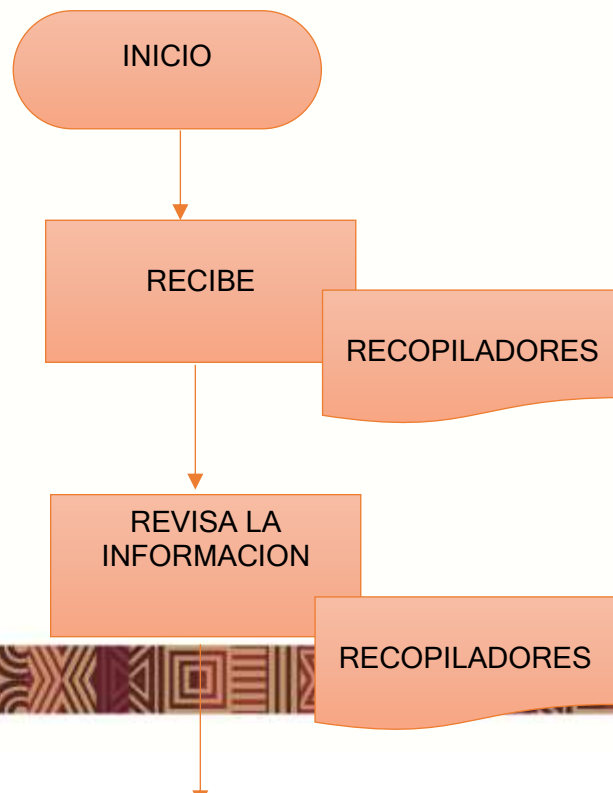 INICIO
RECIBE
RECOPILADORES
REVISA LA
INFORMACION
RECOPILADORES